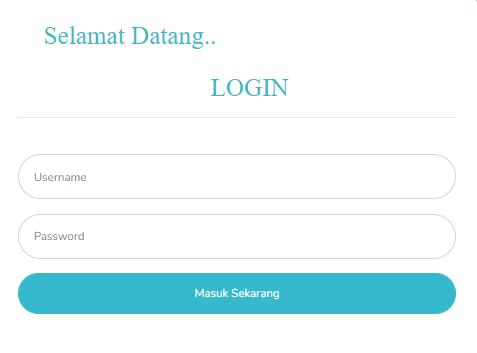 Selamat Datang..
LOGIN
Username
Password
Masuk Sekarang